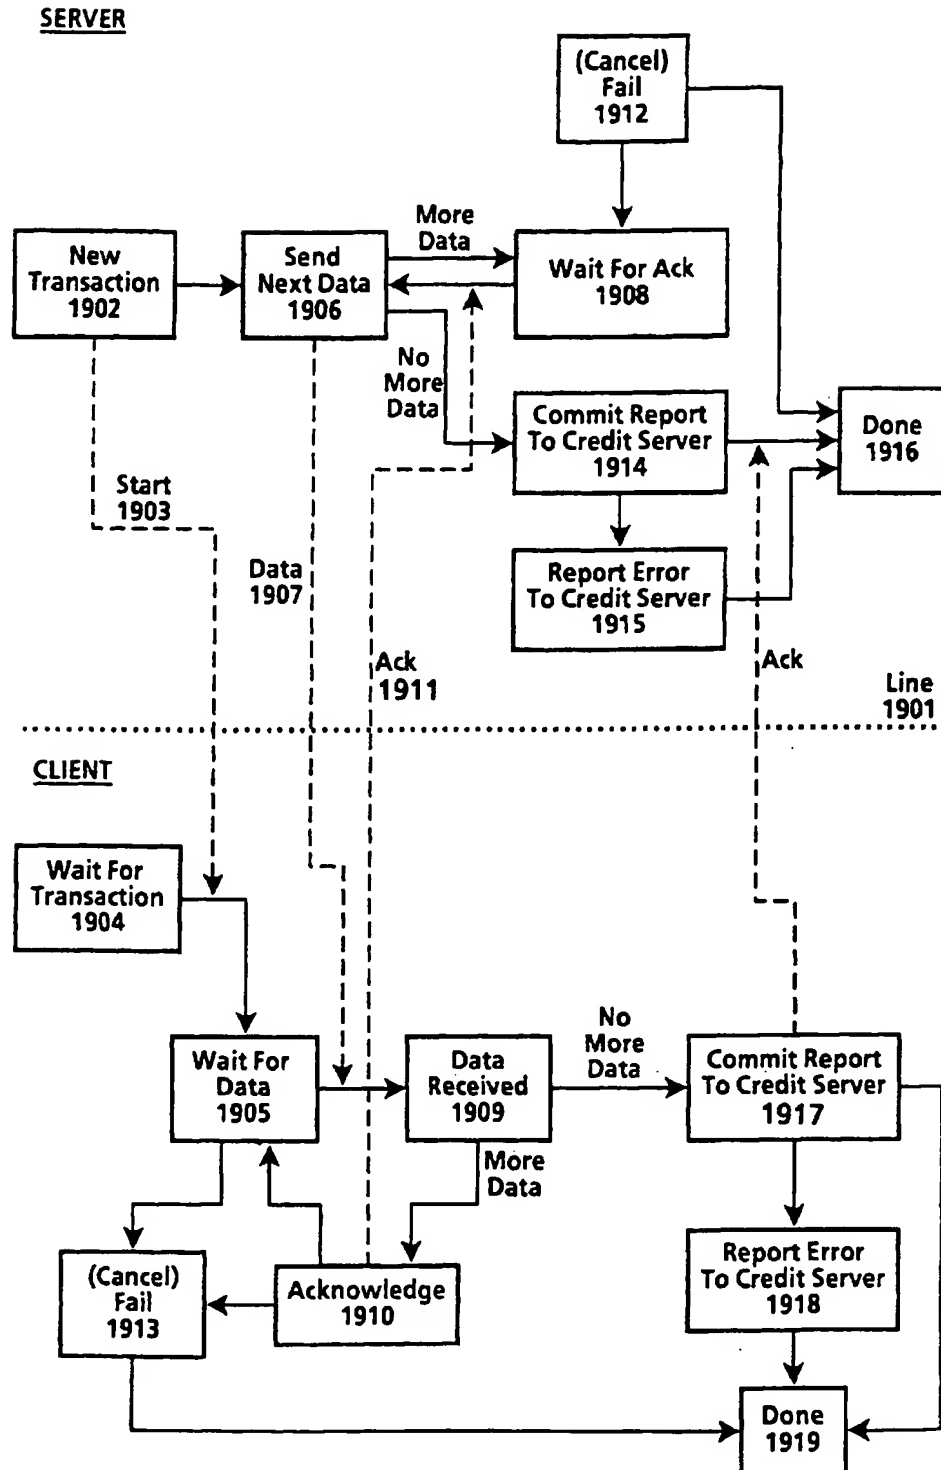 SERVER
(Cancel)
Fail
1912
New
Transaction
1902
Send
Next Data
1906
More
Data
Wait For Ack
1908
No
More
Data
Commit Report
To Credit Server
1914
Done
1916
Start
1903
Data
1907
Report Error
To Credit Server
1915
Ack
1911
Ack
Line
1901
CLIENT
Wait For
Transaction
1904
Wait For
Data
1905
Data
Received
1909
No
More
Data
Commit Report
To Credit Server
1917
More
Data
(Cancel)
Fail
1913
Acknowledge
1910
Report Error
To Credit Server
1918
Done
1919